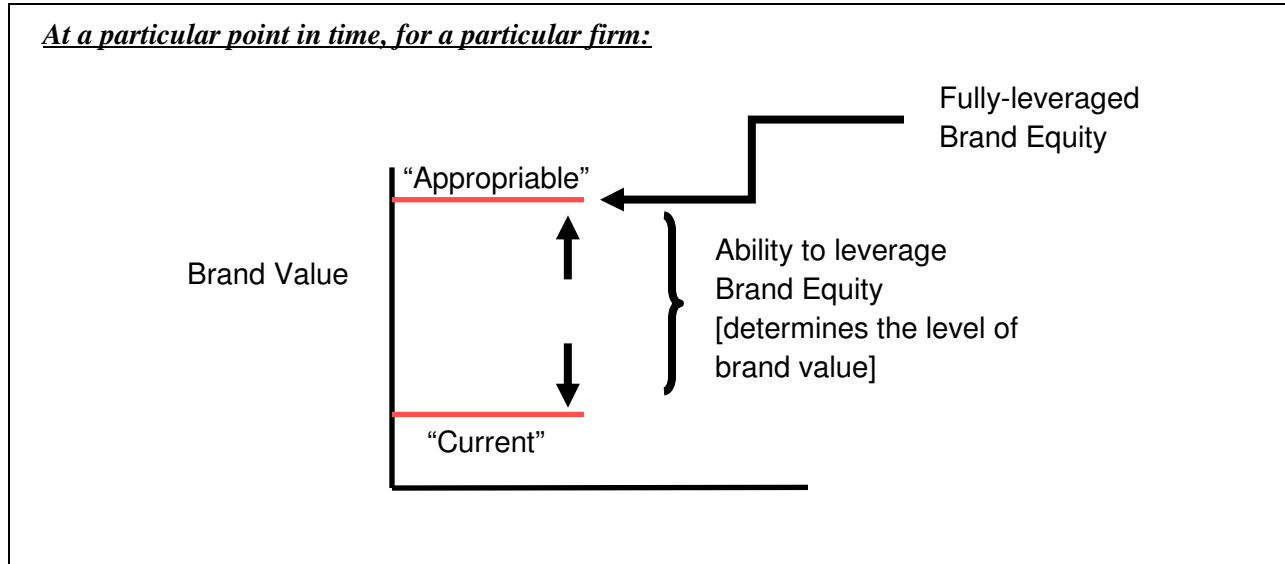 At a particular point in time, for a particular firm:
Fully-leveraged
Brand Equity
“Appropriable”
Brand Value
Ability to leverage
Brand Equity
[determines the level of
brand value]
“Current”